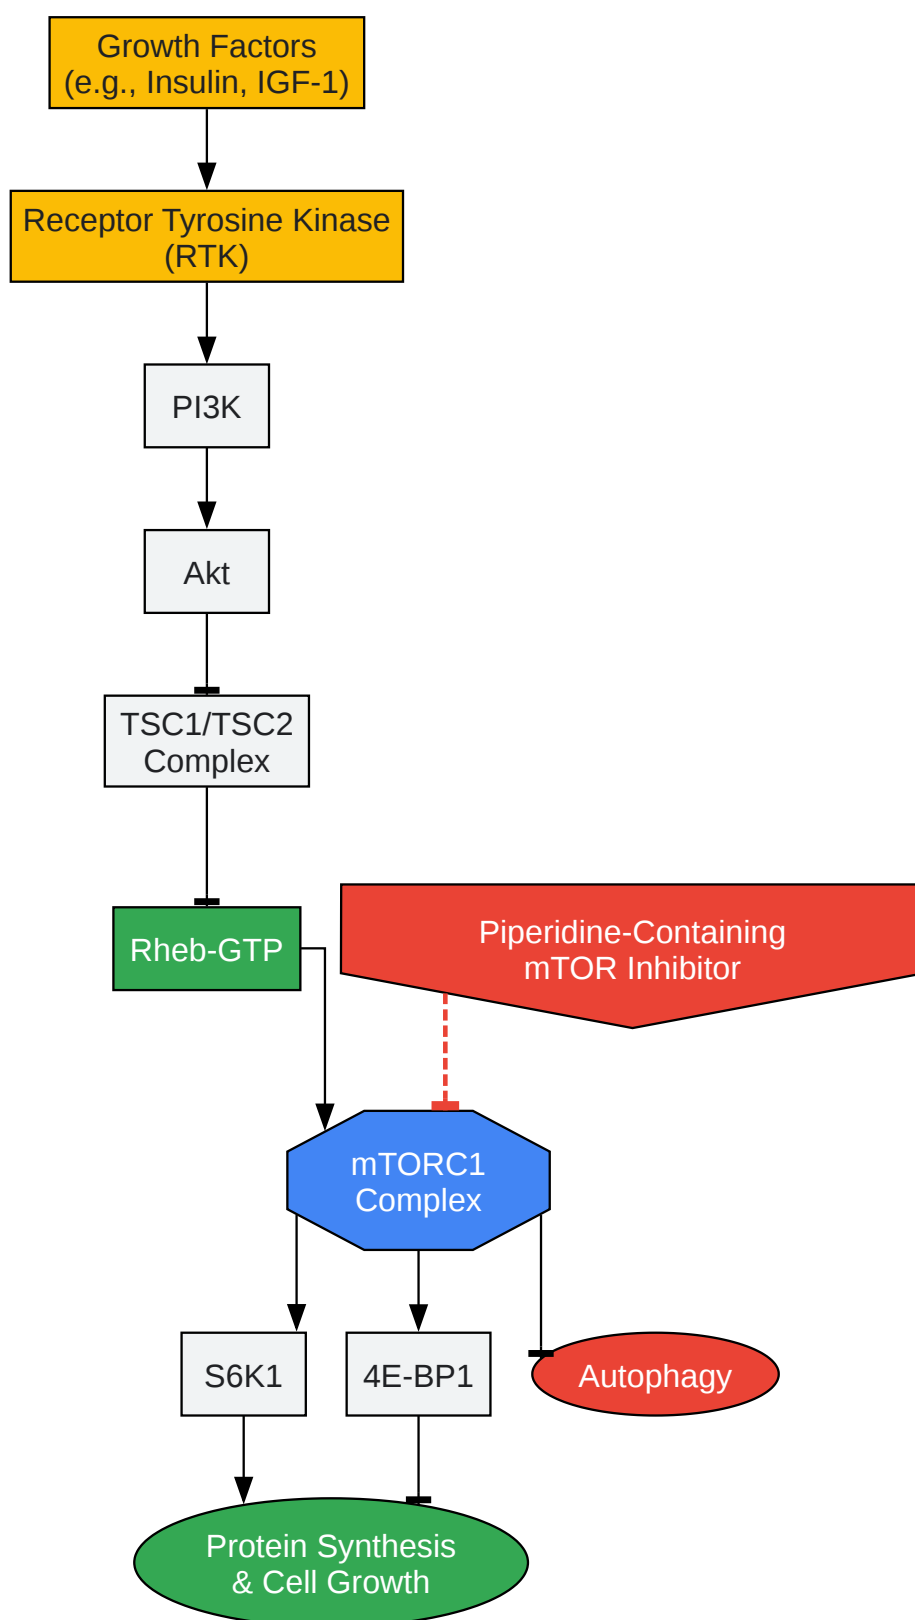 Growth Factors
(e.g., Insulin, IGF-1)
Receptor Tyrosine Kinase
(RTK)
PI3K
Akt
TSC1/TSC2
Complex
Rheb-GTP
Piperidine-Containing
mTOR Inhibitor
mTORC1
Complex
S6K1
4E-BP1
Autophagy
Protein Synthesis
& Cell Growth